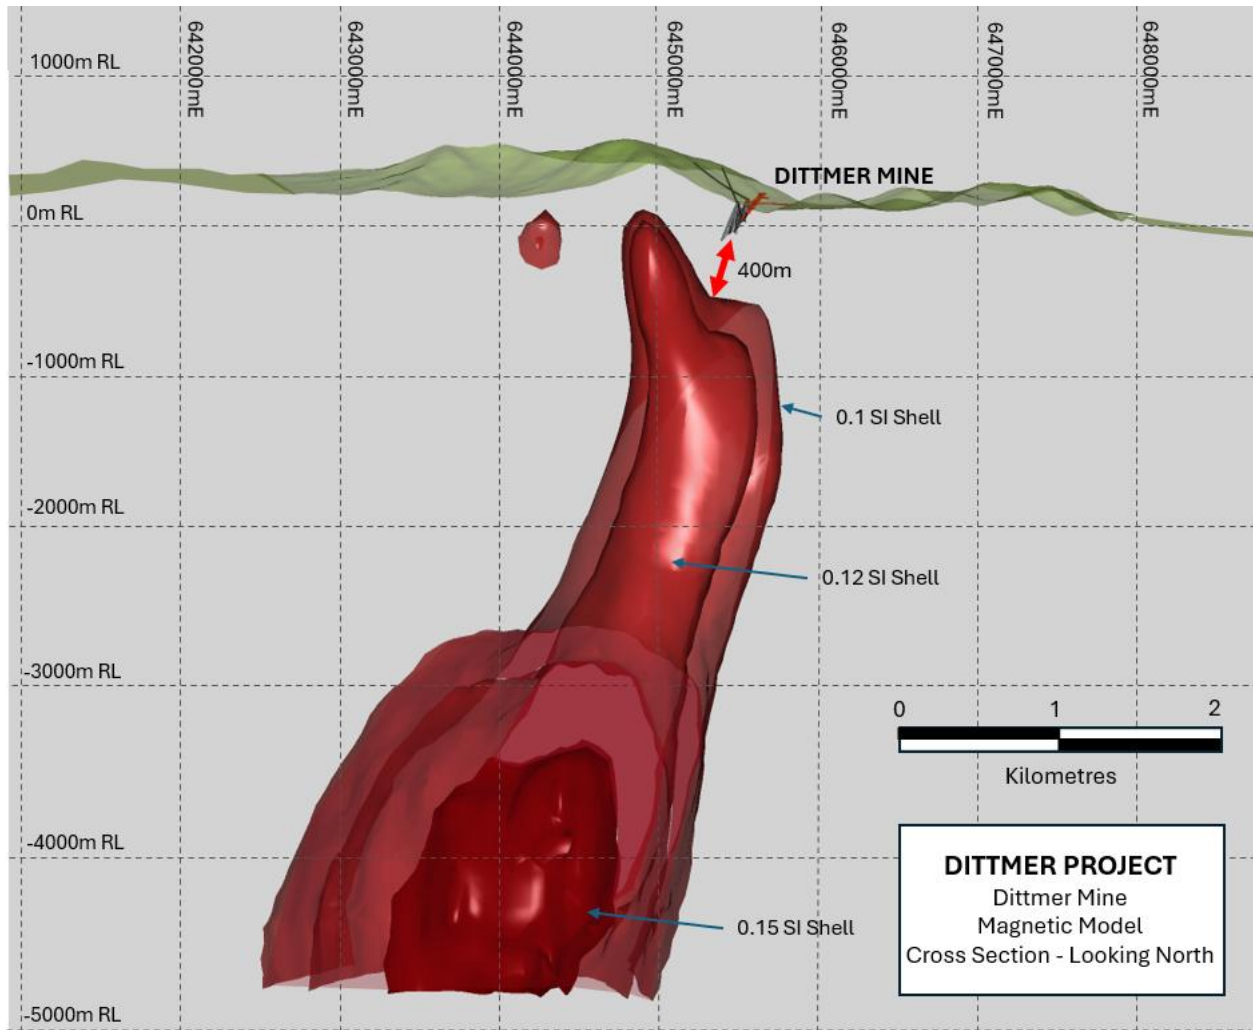 642000mE
643000mE
644000mE
645000mE
646000mE
647000mE
648000mE
1000m RL
DITTMER MINE
0m RL
400m
-1000m RL
0.1 SI Shell
-2000m RL
0.12 SI Shell
-3000m RL
0 1 2
Kilometres
-4000m RL
DITTMER PROJECT
Dittmer Mine
Magnetic Model
Cross Section - Looking North
0.15 SI Shell
-5000m RL